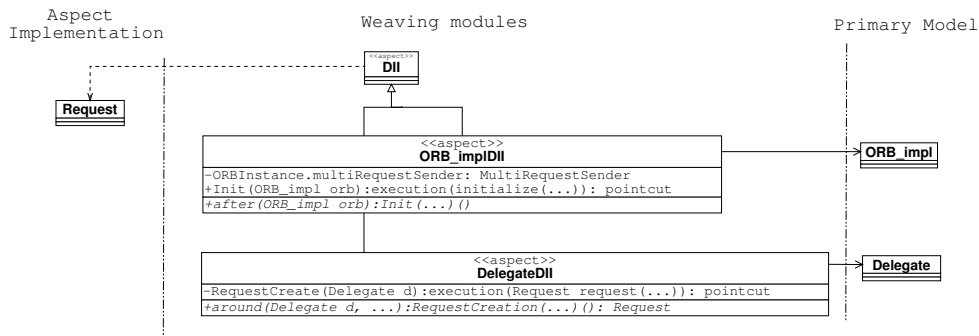 Aspect
Implementation
Weaving modules
Primary Model
<<aspect>>
DII
Request
<<aspect>>
ORB_implDII
-ORBInstance.multiRequestSender: MultiRequestSender
+Init(ORB_impl orb):execution(initialize(...)): pointcut
+after(ORB_impl orb):Init(...)()
ORB_impl
<<aspect>>
DelegateDII
-RequestCreate(Delegate d):execution(Request request(...)): pointcut
+around(Delegate d, ...):RequestCreation(...)(): Request
Delegate